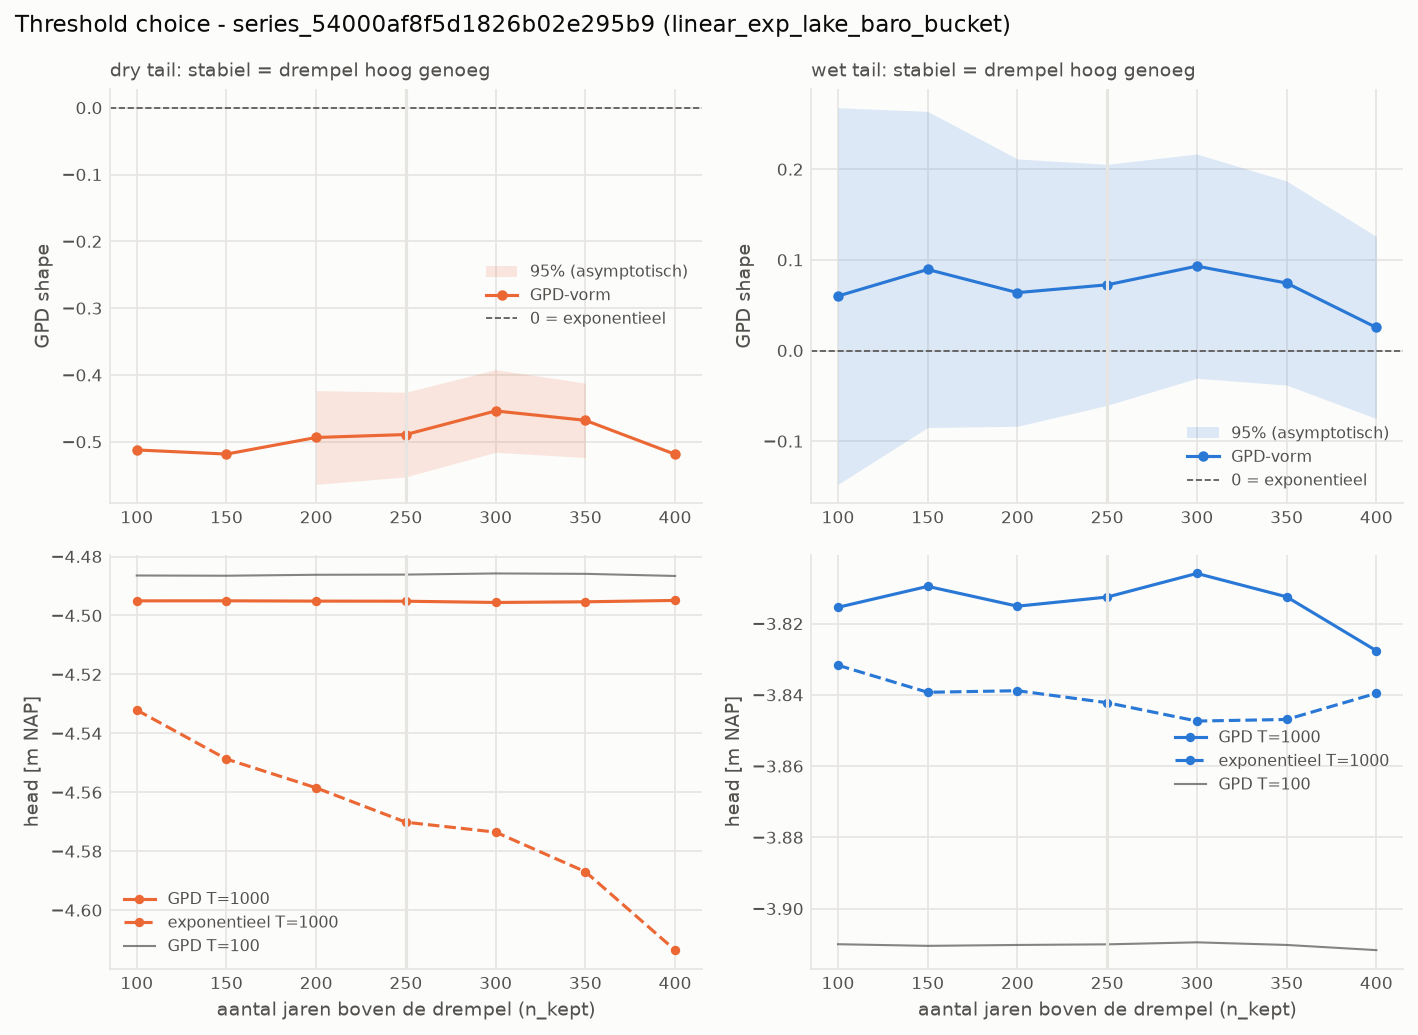 Threshold choice - series_54000af8f5d1826b02e295b9 (linear_exp_lake_baro_bucket)
dry tail: stabiel = drempel hoog genoeg
GPD shape
0.0
−0.1
−0.2
−0.3
−0.4
−0.5
95% (asymptotisch)
GPD-vorm
0 = exponentieel
100 150 200 250 300 350 400
wet tail: stabiel = drempel hoog genoeg
GPD shape
0.2
0.1
0.0
−0.1
95% (asymptotisch)
GPD-vorm
0 = exponentieel
100 150 200 250 300 350 400
head [m NAP]
−4.48
−4.50
−4.52
−4.54
−4.56
−4.58
−4.60
GPD T=1000
exponentieel T=1000
GPD T=100
100 150 200 250 300 350 400
aantal jaren boven de drempel (n_kept)
head [m NAP]
−3.82
−3.84
−3.86
−3.88
−3.90
GPD T=1000
exponentieel T=1000
GPD T=100
100 150 200 250 300 350 400
aantal jaren boven de drempel (n_kept)